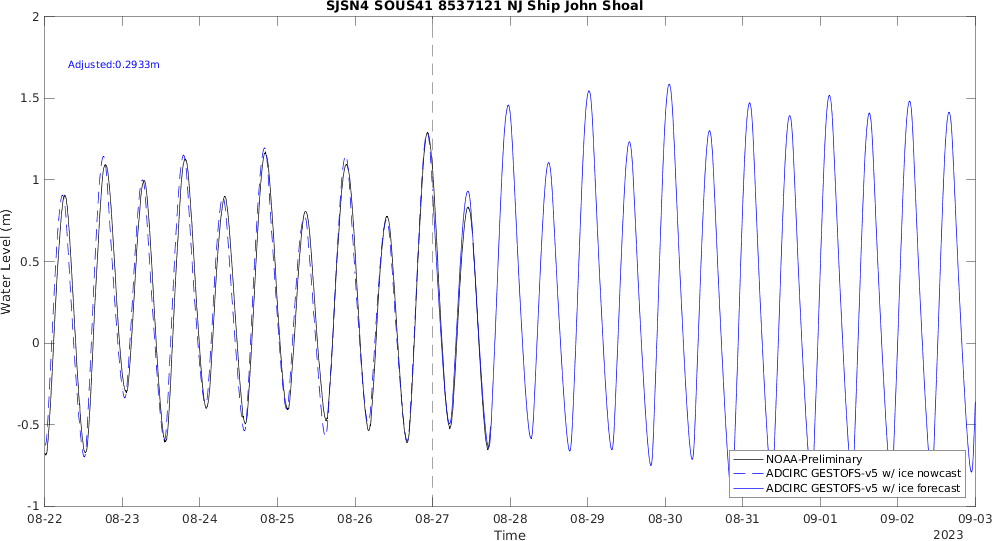 SJSN4 SOUS41 8537121 NJ Ship John Shoal
Adjusted:0.2933m
Water Level (m)
2
1.5
1
0.5
0
-0.5
-1
08-22 08-23 08-24 08-25 08-26 08-27 08-28 08-29 08-30 08-31 09-01 09-02 09-03
Time
2023
NOAA-Preliminary
ADCIRC GESTOFS-v5 w/ ice nowcast
ADCIRC GESTOFS-v5 w/ ice forecast